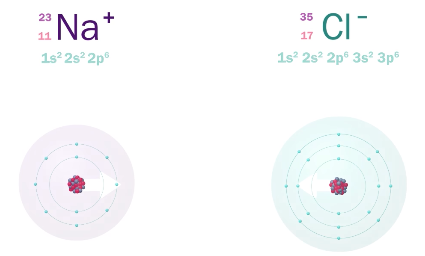 23 11 Na+
1s² 2s² 2p⁶
35 17 Cl−
1s² 2s² 2p⁶ 3s² 3p⁶